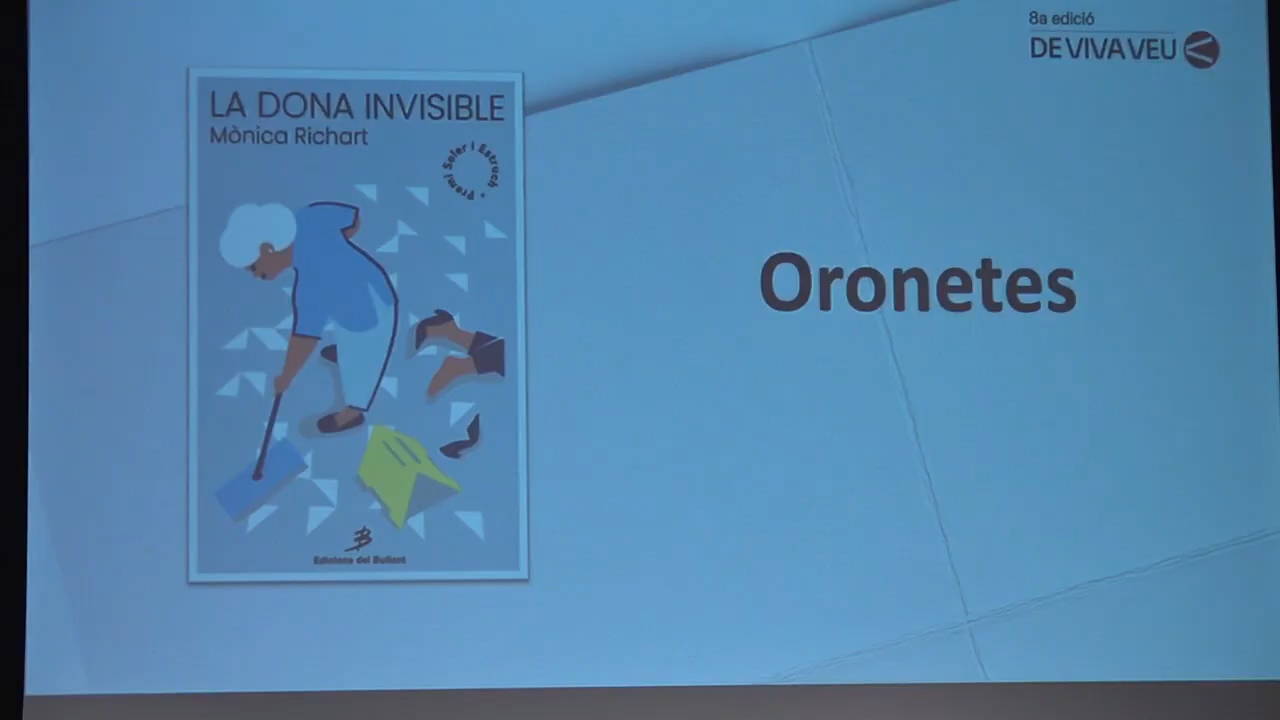 8a edició
DE VIVA VEU
LA DONA INVISIBLE
Mònica Richart
Premi Soler i Estruch •
Oronetes
Edicions del Bullent